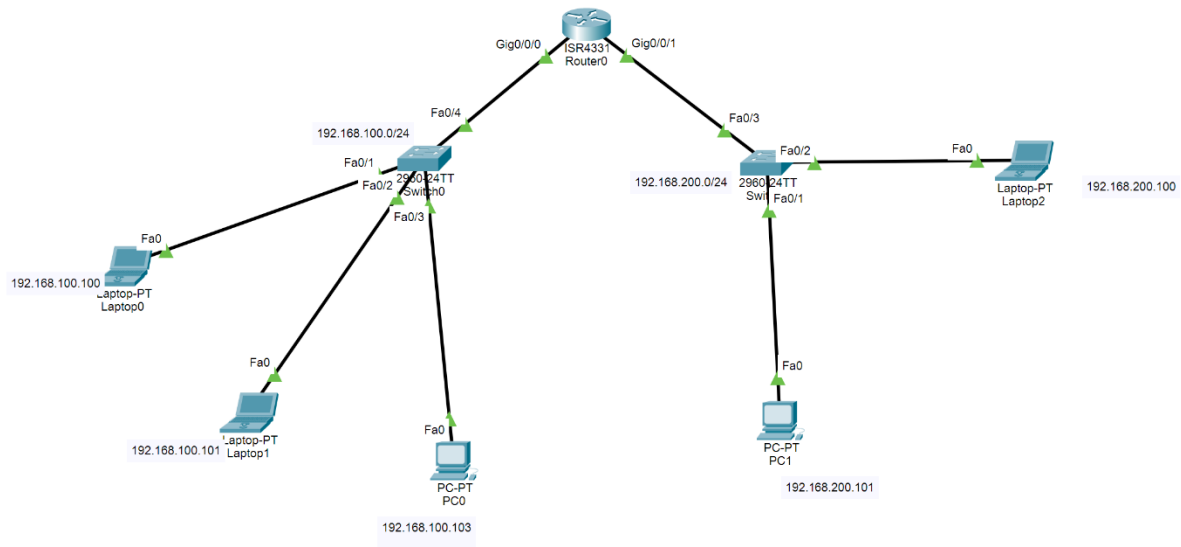 Gig0/0/0
ISR4331
Router0
Gig0/0/1
Fa0/4
192.168.100.0/24
Fa0/1
Fa0/2
2960-24TT
Switch0
Fa0/3
Fa0/3
Fa0/2
192.168.200.0/24
2960-24TT
Fa0/1
Fa0
Laptop-PT
Laptop2
192.168.200.100
Fa0
192.168.100.100
Laptop-PT
Laptop0
Fa0
Laptop-PT
Laptop1
192.168.100.101
Fa0
PC-PT
PC0
192.168.100.103
Fa0
PC-PT
PC1
192.168.200.101